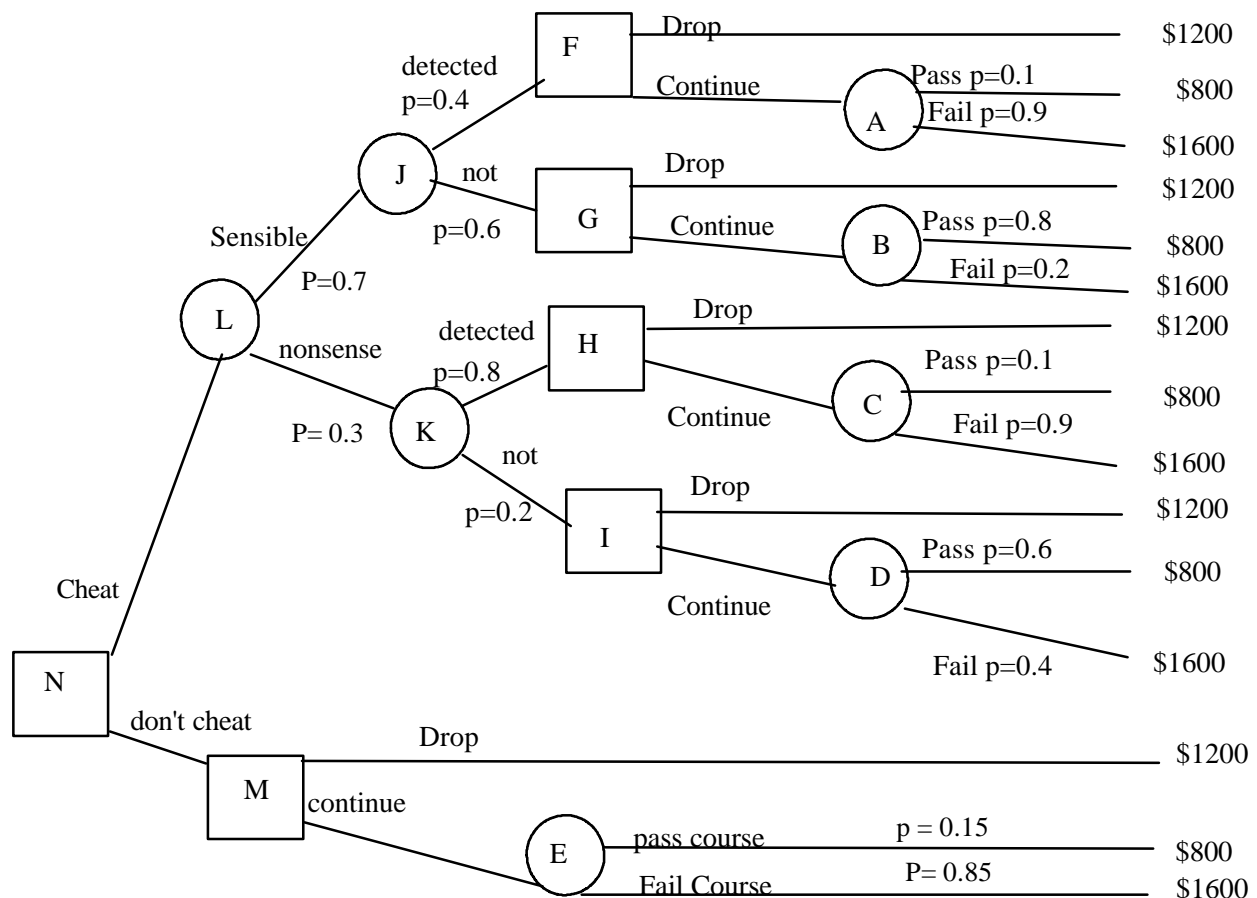 Drop
$1200
F
detected
p=0.4
Continue
Pass p=0.1
$800
A
Fail p=0.9
$1600
J
not
p=0.6
Drop
$1200
G
Continue
Pass p=0.8
B
$800
Fail p=0.2
$1600
Sensible
P=0.7
L
nonsense
P= 0.3
detected
p=0.8
H
Drop
$1200
Continue
Pass p=0.1
C
$800
Fail p=0.9
$1600
K
not
p=0.2
I
Drop
$1200
Continue
Pass p=0.6
D
$800
Fail p=0.4
$1600
Cheat
N
don't cheat
M
Drop
$1200
continue
E
pass course
p = 0.15
$800
Fail Course
P= 0.85
$1600